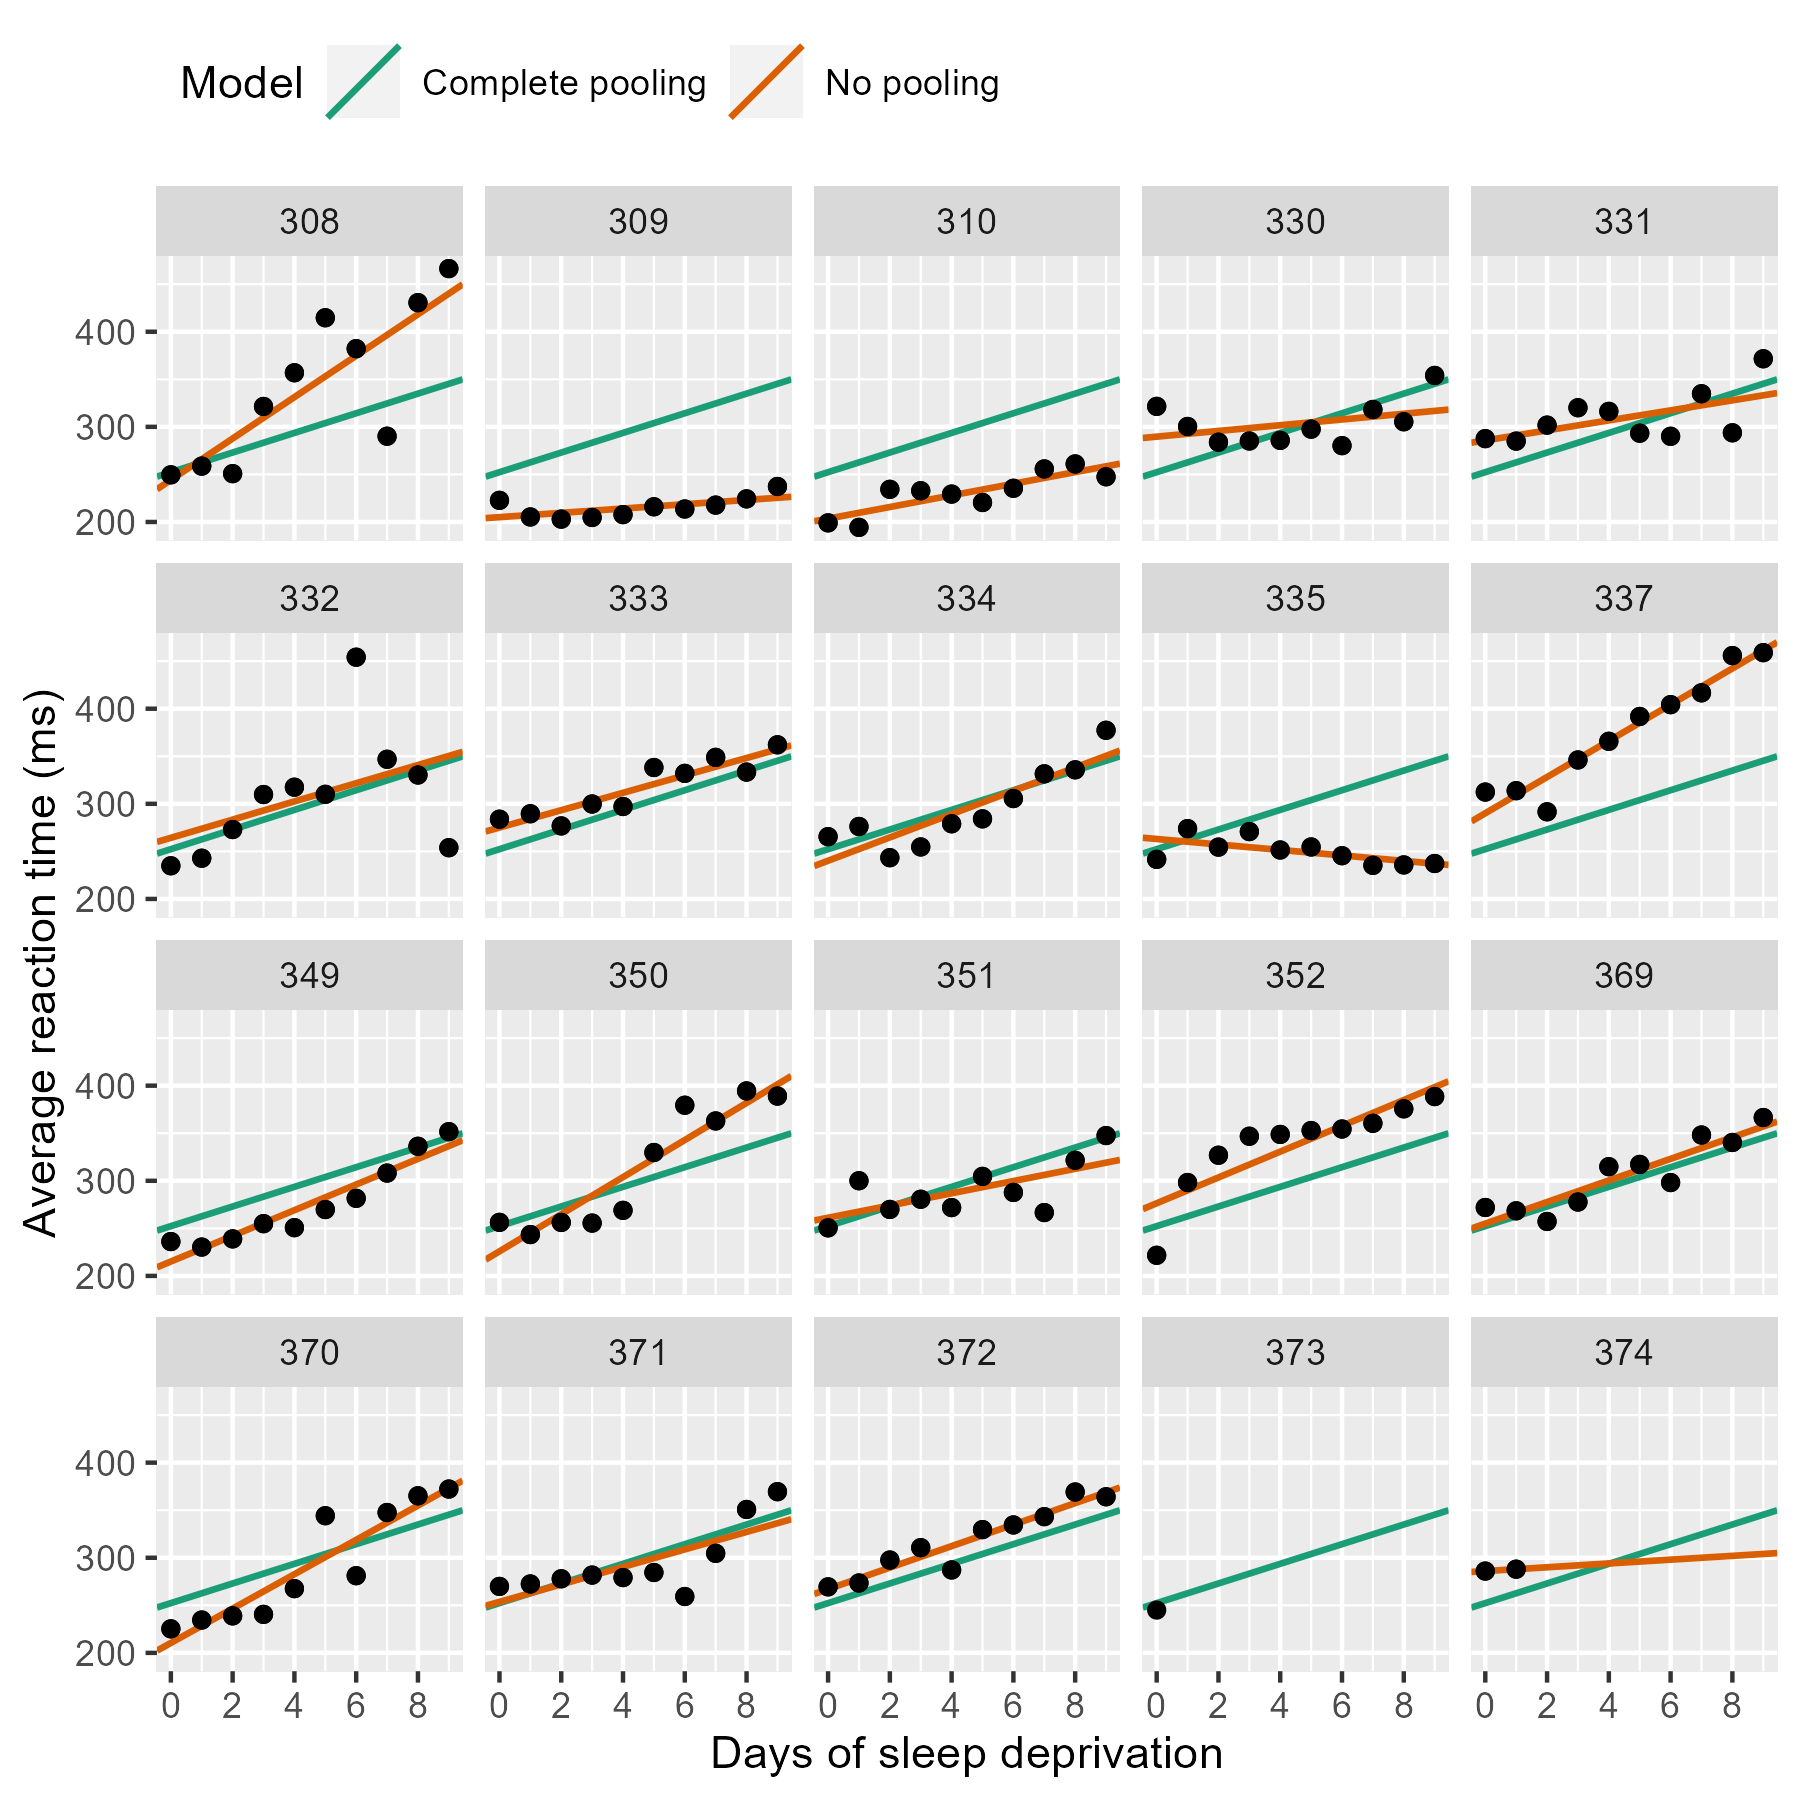 Model Complete pooling No pooling
308 309 310 330 331
400
300
200
332 333 334 335 337
400
300
200
349 350 351 352 369
400
300
200
370 371 372 373 374
400
300
200
0 2 4 6 8 0 2 4 6 8 0 2 4 6 8 0 2 4 6 8 0 2 4 6 8
Days of sleep deprivation
Average reaction time (ms)